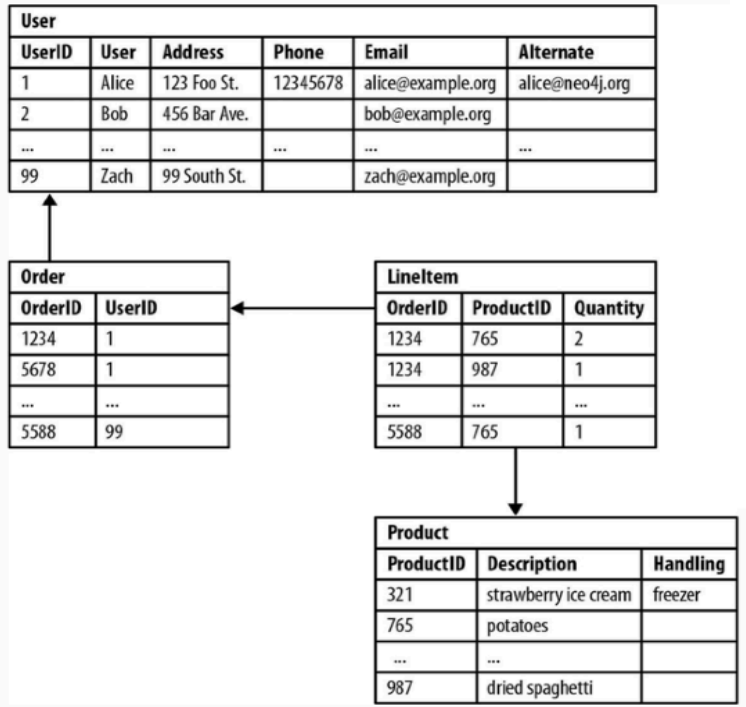 User
UserID User Address Phone Email Alternate
1 Alice 123 Foo St. 12345678 alice@example.org alice@neo4j.org
2 Bob 456 Bar Ave. bob@example.org
... ... ... ... ... ...
99 Zach 99 South St. zach@example.org
Order
OrderID UserID
1234 1
5678 1
... ...
5588 99
LineItem
OrderID ProductID Quantity
1234 765 2
1234 987 1
... ... ...
5588 765 1
Product
ProductID Description Handling
321 strawberry ice cream freezer
765 potatoes
... ...
987 dried spaghetti